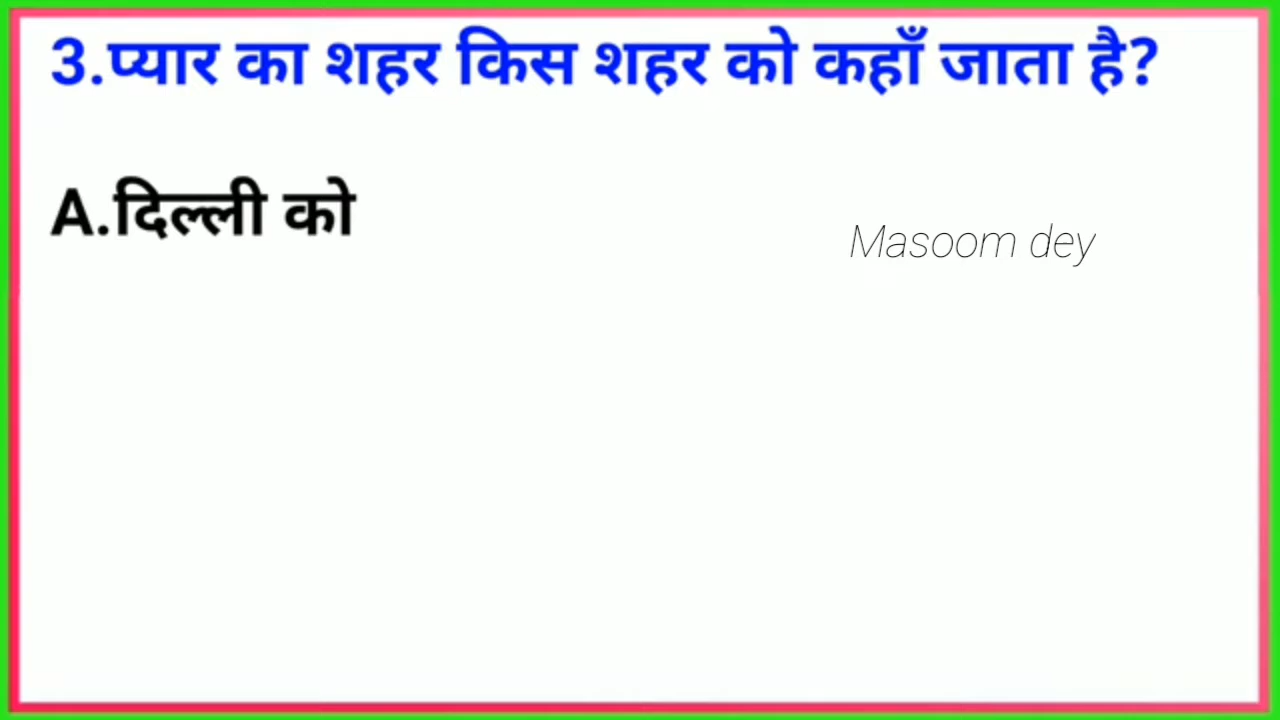 3.प्यार का शहर किस शहर को कहाँ जाता है?
A.दिल्ली को
Masoom dey